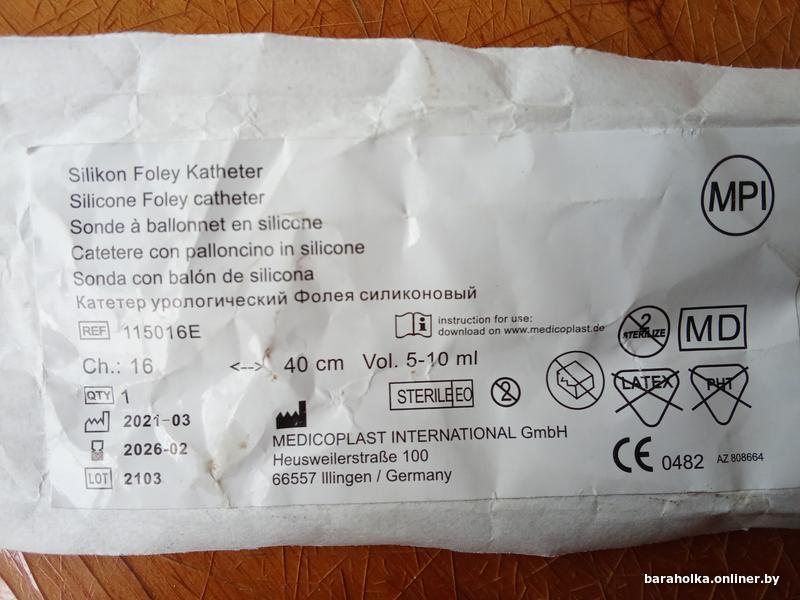 Silikon Foley Katheter
Silicone Foley catheter
Sonde à ballonnet en silicone
Catetere con palloncino in silicone
Sonda con balón de silicona
Катетер урологический Фолея силиконовый
MPI
REF 115016E
instruction for use:
download on www.medicoplast.de
2 STERILIZE
MD
Ch.: 16 <--> 40 cm Vol. 5-10 ml
QTY 1
STERILE EO
2
LATEX
PHT
2021-03
2026-02
LOT 2103
MEDICOPLAST INTERNATIONAL GmbH
Heusweilerstraße 100
66557 Illingen / Germany
CE 0482 AZ 808664
baraholka.onliner.by